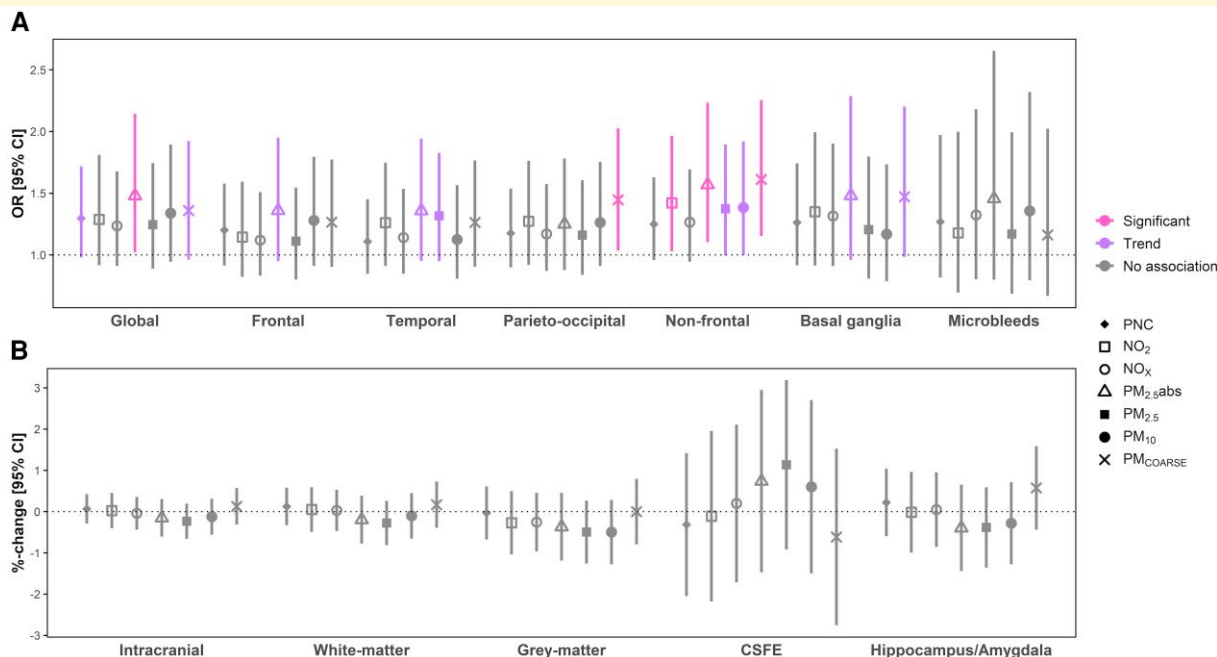 A
OR [95% CI]
2.5
2.0
1.5
1.0
Global Frontal Temporal Parieto-occipital Non-frontal Basal ganglia Microbleeds
Significant
Trend
No association
B
%-change [95% CI]
3
2
1
0
-1
-2
-3
Intracranial White-matter Grey-matter CSFE Hippocampus/Amygdala
PNC
NO2
NOX
PM2.5abs
PM2.5
PM10
PMCOARSE